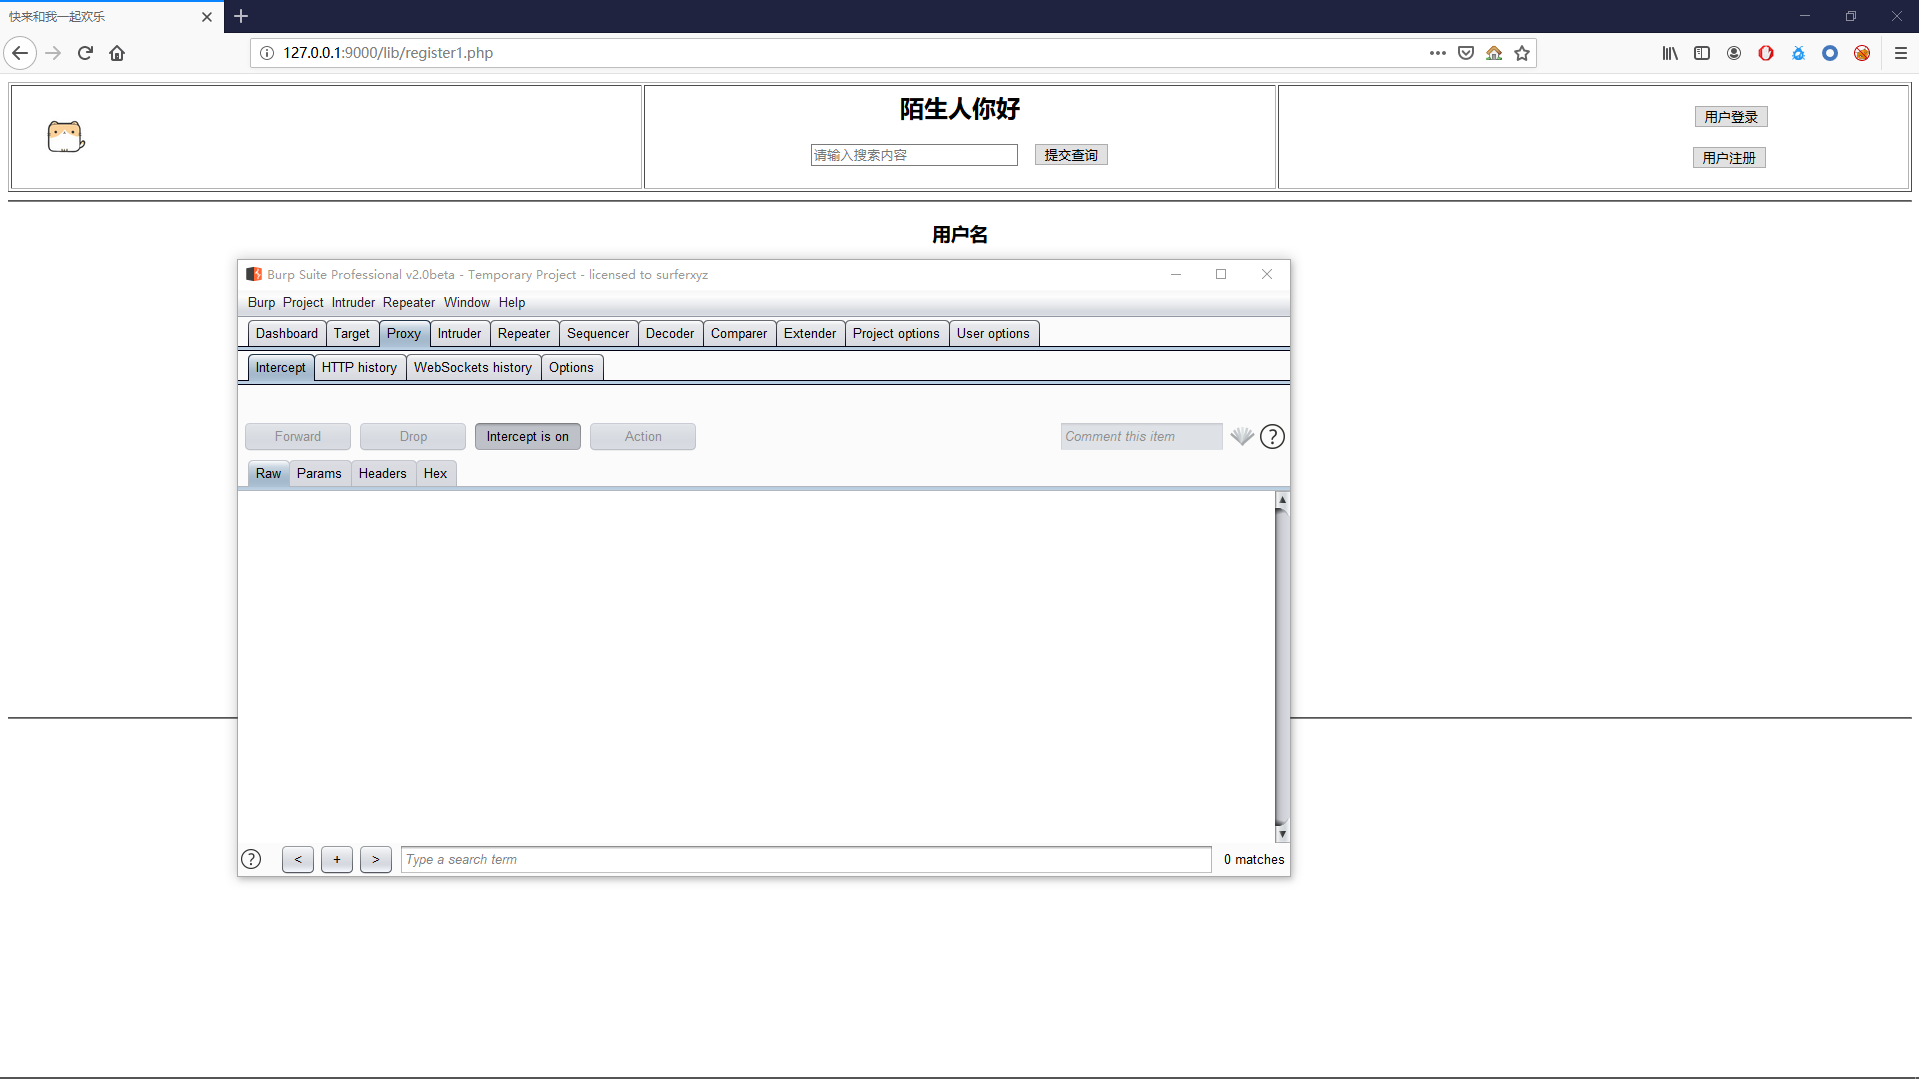 快来和我一起欢乐
127.0.0.1:9000/lib/register1.php
陌生人你好
请输入搜索内容 提交查询
用户登录
用户注册
用户名
Burp Suite Professional v2.0beta - Temporary Project - licensed to surferxyz
Burp Project Intruder Repeater Window Help
Dashboard Target Proxy Intruder Repeater Sequencer Decoder Comparer Extender Project options User options
Intercept HTTP history WebSockets history Options
Forward Drop Intercept is on Action Comment this item ?
Raw Params Headers Hex
? < + > Type a search term 0 matches